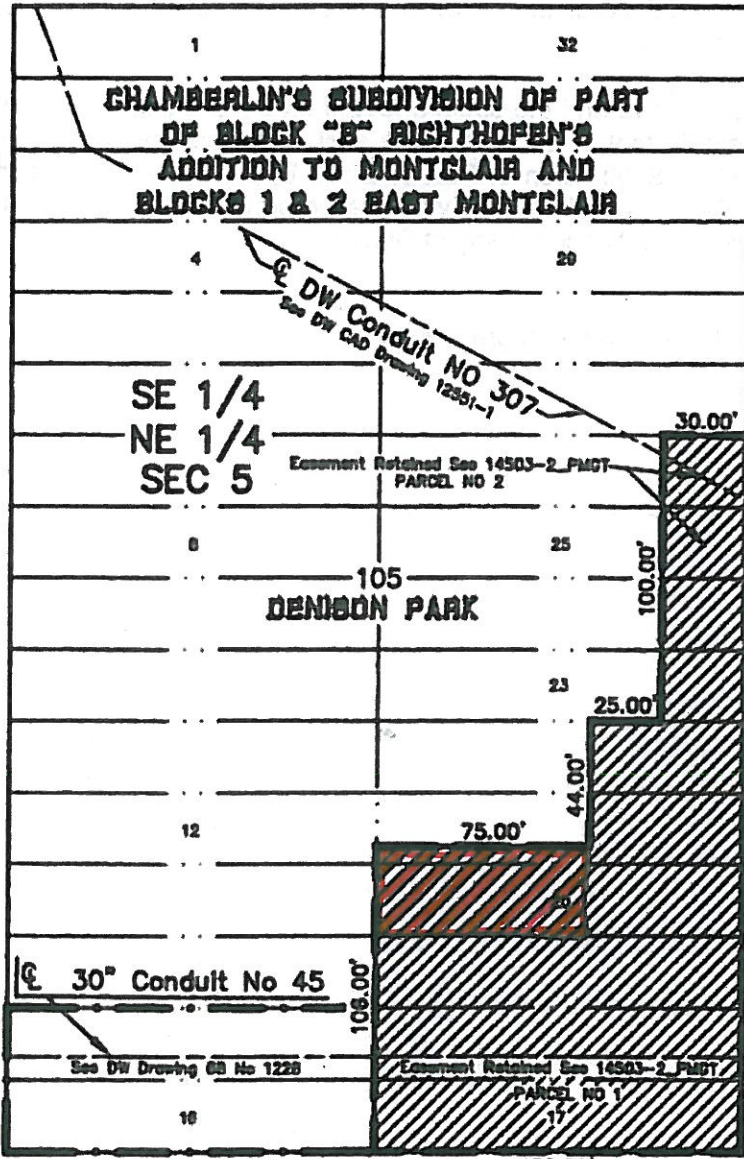 1
32
CHAMBERLIN'S SUBDIVISION OF PART
OF BLOCK "B" RICHTHOFEN'S
ADDITION TO MONTCLAIR AND
BLOCKS 1 & 2 EAST MONTCLAIR
4
29
℄ DW Conduit NO 307
See DW CAD Drawing 12551-1
SE 1/4
NE 1/4
SEC 5
30.00'
Easement Retained See 14503-2_PMGT
PARCEL NO 2
8
25
100.00'
105
DENISON PARK
23
25.00'
44.00'
12
75.00'
20
℄ 30" Conduit No 45
106.00'
See DW Drawing GB No 1228
Easement Retained See 14503-2_PMGT
PARCEL NO 1
16
17